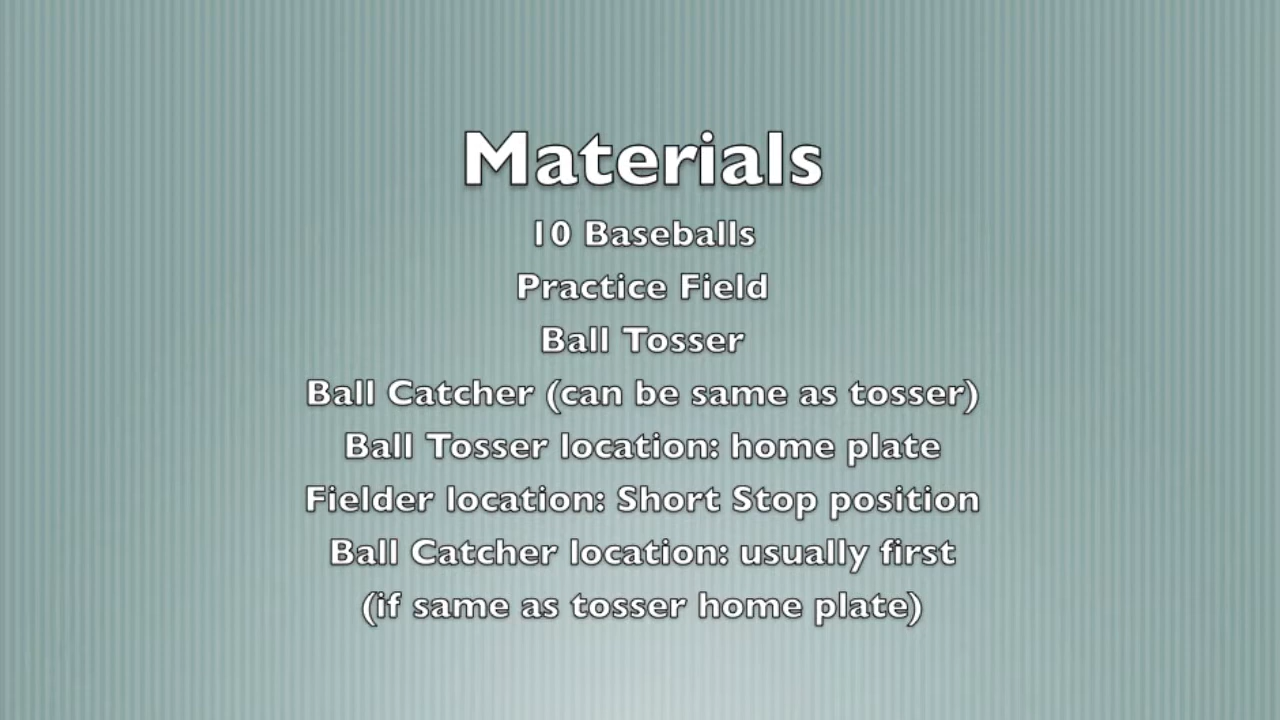 Materials
10 Baseballs
Practice Field
Ball Tosser
Ball Catcher (can be same as tosser)
Ball Tosser location: home plate
Fielder location: Short Stop position
Ball Catcher location: usually first
(if same as tosser home plate)